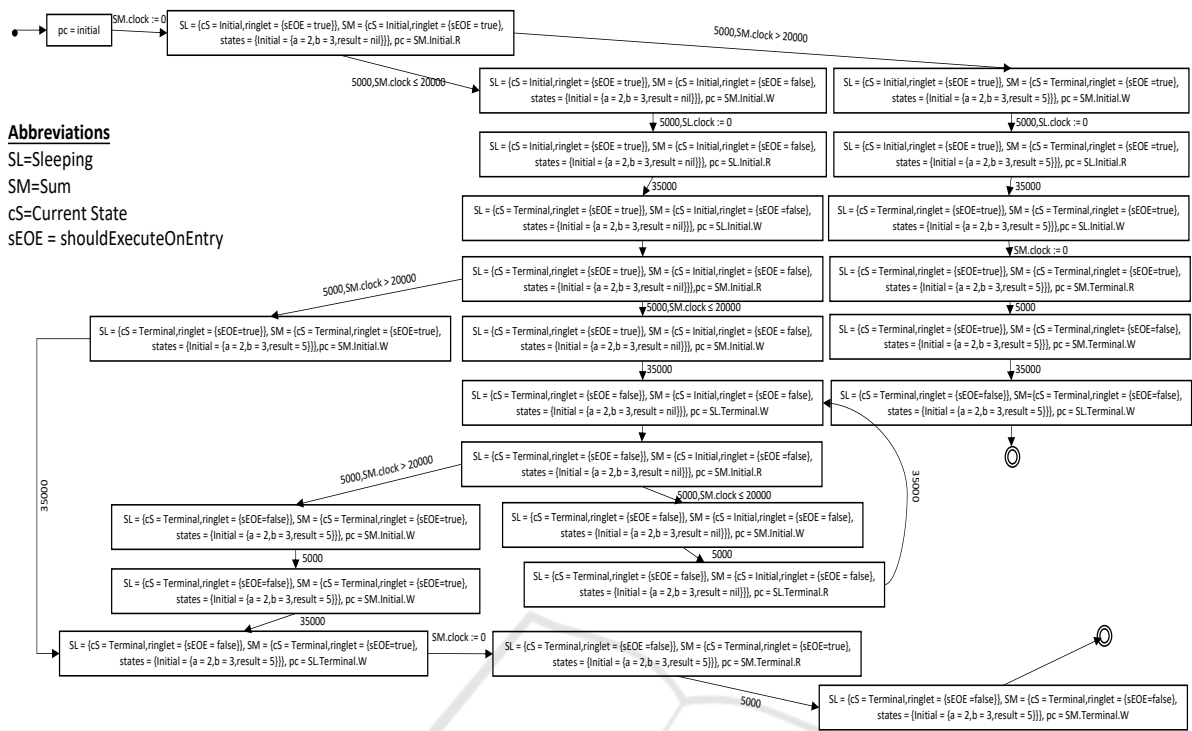 SM.clock := 0
pc = initial
SL = {cS = Initial,ringlet = {sEOE = true}}, SM = {cS = Initial,ringlet = {sEOE = true},
states = {Initial = {a = 2,b = 3,result = nil}}}, pc = SM.Initial.R
5000,SM.clock > 20000
5000,SM.clock ≤ 20000
SL = {cS = Initial,ringlet = {sEOE = true}}, SM = {cS = Initial,ringlet = {sEOE = false},
states = {Initial = {a = 2,b = 3,result = nil}}}, pc = SM.Initial.W
SL = {cS = Initial,ringlet = {sEOE = true}}, SM = {cS = Terminal,ringlet = {sEOE=true},
states = {Initial = {a = 2,b = 3,result = 5}}}, pc = SM.Initial.W
Abbreviations
SL=Sleeping
SM=Sum
cS=Current State
sEOE = shouldExecuteOnEntry
5000,SL.clock := 0
5000,SL.clock := 0
SL = {cS = Initial,ringlet = {sEOE = true}}, SM = {cS = Initial,ringlet = {sEOE = false},
states = {Initial = {a = 2,b = 3,result = nil}}}, pc = SL.Initial.R
SL = {cS = Initial,ringlet = {sEOE = true}}, SM = {cS = Terminal,ringlet = {sEOE=true},
states = {Initial = {a = 2,b = 3,result = 5}}}, pc = SL.Initial.R
35000
35000
SL = {cS = Terminal,ringlet = {sEOE = true}}, SM = {cS = Initial,ringlet = {sEOE =false},
states = {Initial = {a = 2,b = 3,result = nil}}}, pc = SL.Initial.W
SL = {cS = Terminal,ringlet = {sEOE=true}}, SM = {cS = Terminal,ringlet = {sEOE=true},
states = {Initial = {a = 2,b = 3,result = 5}}},pc = SL.Initial.W
SM.clock := 0
SL = {cS = Terminal,ringlet = {sEOE = true}}, SM = {cS = Initial,ringlet = {sEOE = false},
states = {Initial = {a = 2,b = 3,result = nil}}},pc = SM.Initial.R
SL = {cS = Terminal,ringlet = {sEOE=true}}, SM = {cS = Terminal,ringlet = {sEOE=true},
states = {Initial = {a = 2,b = 3,result = 5}}}, pc = SM.Terminal.R
5000,SM.clock > 20000
5000,SM.clock ≤ 20000
5000
SL = {cS = Terminal,ringlet = {sEOE=true}}, SM = {cS = Terminal,ringlet = {sEOE=true},
states = {Initial = {a = 2,b = 3,result = 5}}},pc = SM.Initial.W
SL = {cS = Terminal,ringlet = {sEOE = true}}, SM = {cS = Initial,ringlet = {sEOE = false},
states = {Initial = {a = 2,b = 3,result = nil}}}, pc = SM.Initial.W
SL = {cS = Terminal,ringlet = {sEOE=true}}, SM = {cS = Terminal,ringlet= {sEOE=false},
states = {Initial = {a = 2,b = 3,result = 5}}}, pc = SM.Terminal.W
35000
35000
SL = {cS = Terminal,ringlet = {sEOE = false}}, SM = {cS = Initial,ringlet = {sEOE = false},
states = {Initial = {a = 2,b = 3,result = nil}}}, pc = SL.Terminal.W
SL = {cS = Terminal,ringlet = {sEOE=false}}, SM={cS = Terminal,ringlet = {sEOE=false},
states = {Initial = {a = 2,b = 3,result = 5}}}, pc = SL.Terminal.W
SL = {cS = Terminal,ringlet = {sEOE = false}}, SM = {cS = Initial,ringlet = {sEOE =false},
states = {Initial = {a = 2,b = 3,result = nil}}}, pc = SM.Initial.R
5000,SM.clock > 20000
35000
35000
5000,SM.clock ≤ 20000
SL = {cS = Terminal,ringlet = {sEOE=false}}, SM = {cS = Terminal,ringlet = {sEOE=true},
states = {Initial = {a = 2,b = 3,result = 5}}}, pc = SM.Initial.W
SL = {cS = Terminal,ringlet = {sEOE = false}}, SM = {cS = Initial,ringlet = {sEOE = false},
states = {Initial = {a = 2,b = 3,result = nil}}}, pc = SM.Initial.W
5000
5000
SL = {cS = Terminal,ringlet = {sEOE=false}}, SM = {cS = Terminal,ringlet = {sEOE=true},
states = {Initial = {a = 2,b = 3,result = 5}}}, pc = SM.Initial.W
SL = {cS = Terminal,ringlet = {sEOE = false}}, SM = {cS = Initial,ringlet = {sEOE = false},
states = {Initial = {a = 2,b = 3,result = nil}}}, pc = SL.Terminal.R
35000
SL = {cS = Terminal,ringlet = {sEOE = false}}, SM = {cS = Terminal,ringlet = {sEOE=true},
states = {Initial = {a = 2,b = 3,result = 5}}}, pc = SL.Terminal.W
SM.clock := 0
SL = {cS = Terminal,ringlet = {sEOE =false}}, SM = {cS = Terminal,ringlet = {sEOE=true},
states = {Initial = {a = 2,b = 3,result = 5}}}, pc = SM.Terminal.R
5000
SL = {cS = Terminal,ringlet = {sEOE =false}}, SM = {cS = Terminal,ringlet = {sEOE=false},
states = {Initial = {a = 2,b = 3,result = 5}}}, pc = SM.Terminal.W